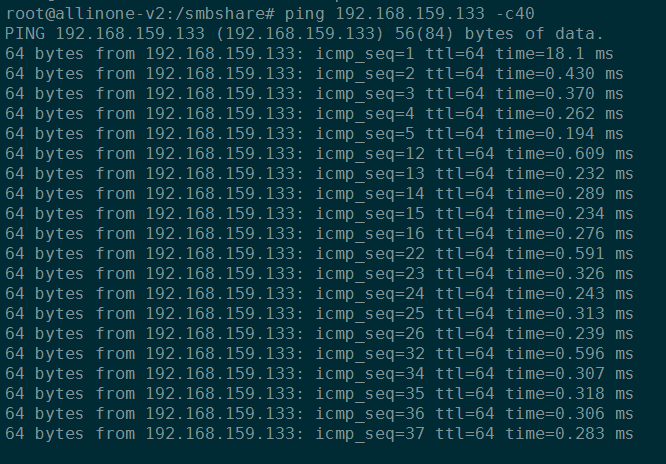 root@allinone-v2:/smbshare# ping 192.168.159.133 -c40
PING 192.168.159.133 (192.168.159.133) 56(84) bytes of data.
64 bytes from 192.168.159.133: icmp_seq=1 ttl=64 time=18.1 ms
64 bytes from 192.168.159.133: icmp_seq=2 ttl=64 time=0.430 ms
64 bytes from 192.168.159.133: icmp_seq=3 ttl=64 time=0.370 ms
64 bytes from 192.168.159.133: icmp_seq=4 ttl=64 time=0.262 ms
64 bytes from 192.168.159.133: icmp_seq=5 ttl=64 time=0.194 ms
64 bytes from 192.168.159.133: icmp_seq=12 ttl=64 time=0.609 ms
64 bytes from 192.168.159.133: icmp_seq=13 ttl=64 time=0.232 ms
64 bytes from 192.168.159.133: icmp_seq=14 ttl=64 time=0.289 ms
64 bytes from 192.168.159.133: icmp_seq=15 ttl=64 time=0.234 ms
64 bytes from 192.168.159.133: icmp_seq=16 ttl=64 time=0.276 ms
64 bytes from 192.168.159.133: icmp_seq=22 ttl=64 time=0.591 ms
64 bytes from 192.168.159.133: icmp_seq=23 ttl=64 time=0.326 ms
64 bytes from 192.168.159.133: icmp_seq=24 ttl=64 time=0.243 ms
64 bytes from 192.168.159.133: icmp_seq=25 ttl=64 time=0.313 ms
64 bytes from 192.168.159.133: icmp_seq=26 ttl=64 time=0.239 ms
64 bytes from 192.168.159.133: icmp_seq=32 ttl=64 time=0.596 ms
64 bytes from 192.168.159.133: icmp_seq=34 ttl=64 time=0.307 ms
64 bytes from 192.168.159.133: icmp_seq=35 ttl=64 time=0.318 ms
64 bytes from 192.168.159.133: icmp_seq=36 ttl=64 time=0.306 ms
64 bytes from 192.168.159.133: icmp_seq=37 ttl=64 time=0.283 ms